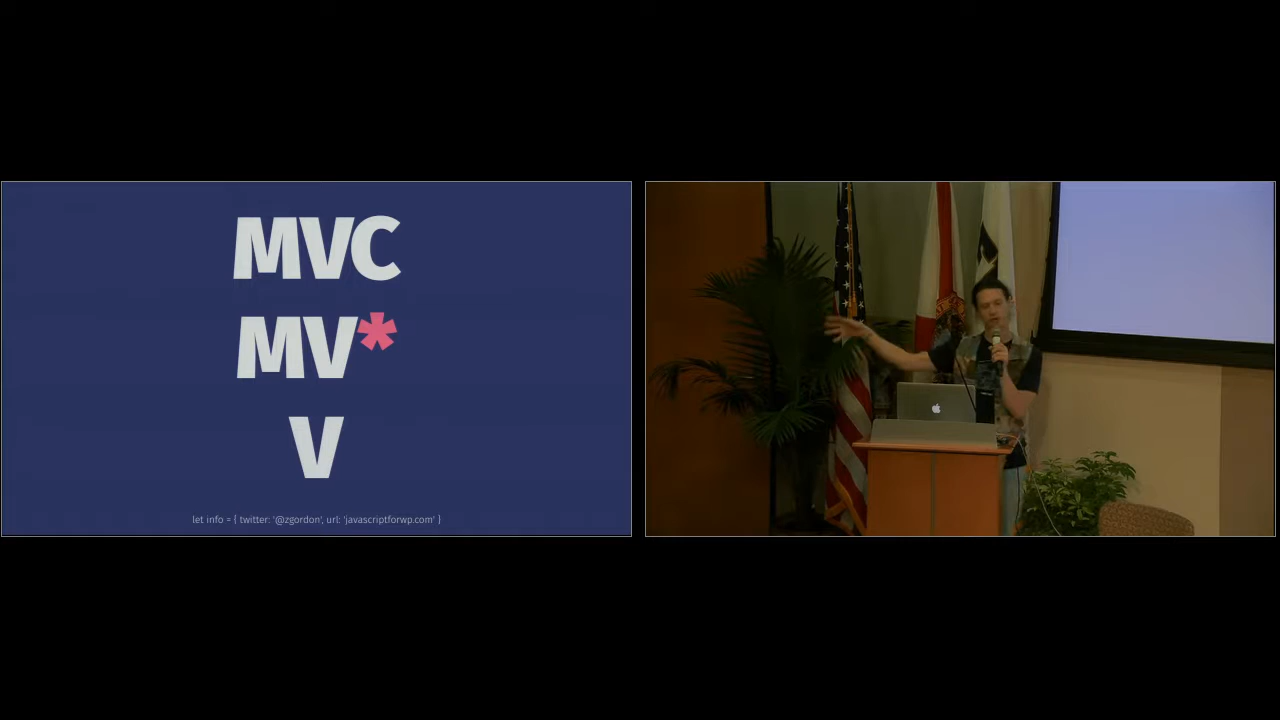 MVC
MV*
V
let info = { twitter: '@zgordon', url: 'javascriptforwp.com' }